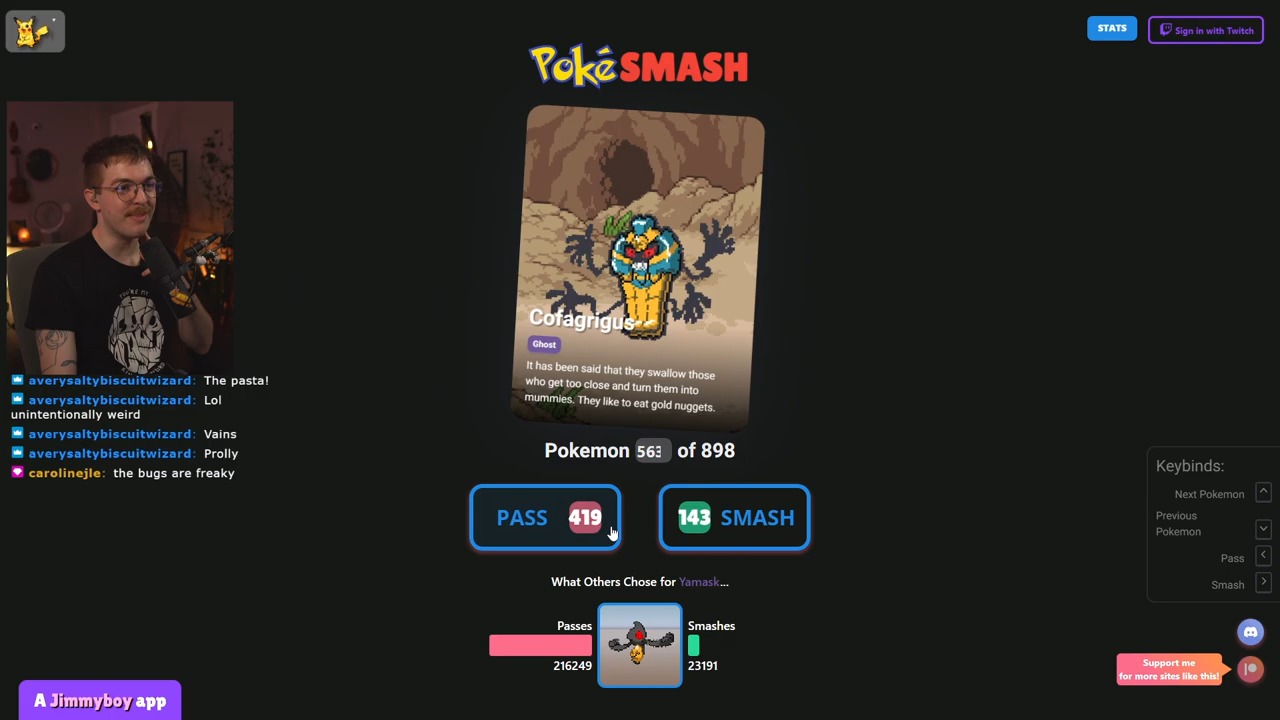 STATS
Sign in with Twitch
PokéSMASH
Cofagrigus
Ghost
It has been said that they swallow those
who get too close and turn them into
mummies. They like to eat gold nuggets.
averysaltybiscuitwizard: The pasta!
averysaltybiscuitwizard: Lol
unintentionally weird
averysaltybiscuitwizard: Vains
averysaltybiscuitwizard: Prolly
carolinejle: the bugs are freaky
Pokemon 563 of 898
PASS 419
143 SMASH
What Others Chose for Yamask...
Passes
216249
Smashes
23191
Keybinds:
Next Pokemon
Previous
Pokemon
Pass
Smash
Support me
for more sites like this!
A Jimmyboy app